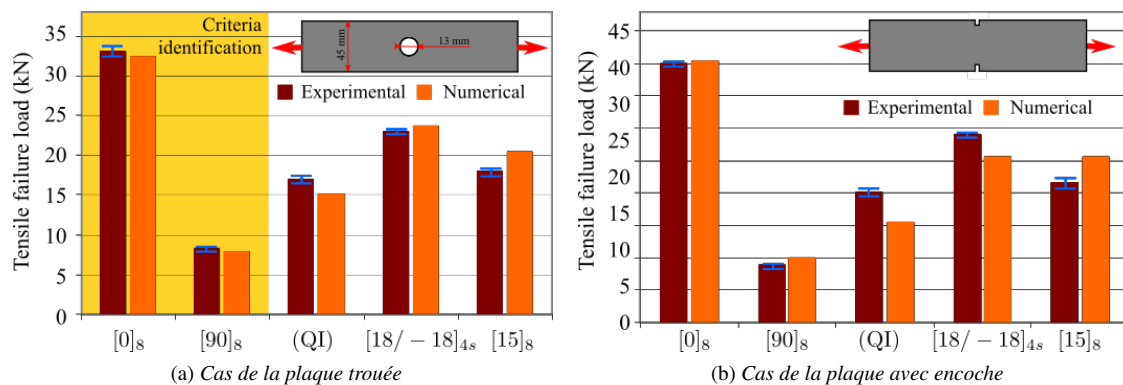 Tensile failure load (kN)
35
30
25
20
15
10
5
0
Criteria
identification
45 mm
13 mm
Experimental
Numerical
[0]₈
[90]₈
(QI)
[18/ − 18]₄ₛ
[15]₈
(a) Cas de la plaque trouée
Tensile failure load (kN)
45
40
30
25
20
15
10
5
0
Experimental
Numerical
[0]₈
[90]₈
(QI)
[18/ − 18]₄ₛ
[15]₈
(b) Cas de la plaque avec encoche